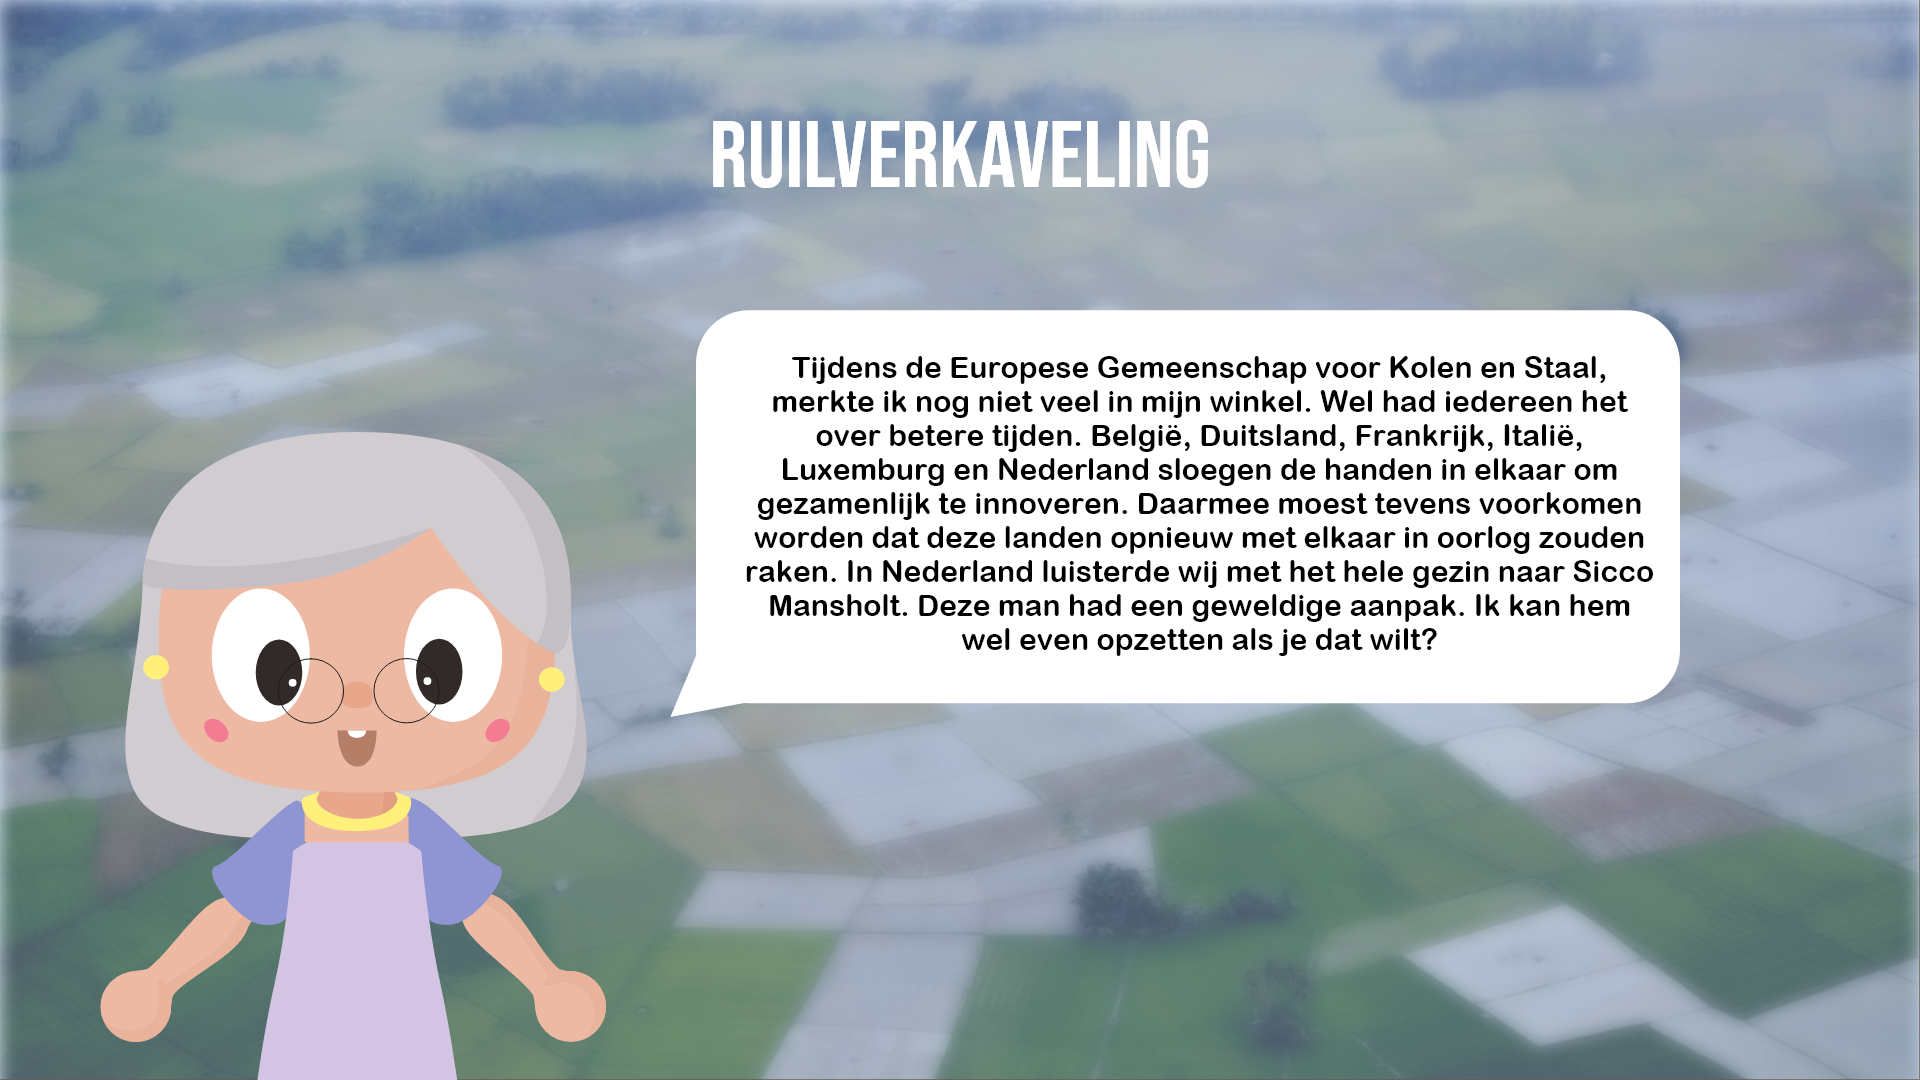 RUILVERKAVELING
Tijdens de Europese Gemeenschap voor Kolen en Staal,
merkte ik nog niet veel in mijn winkel. Wel had iedereen het
over betere tijden. België, Duitsland, Frankrijk, Italië,
Luxemburg en Nederland sloegen de handen in elkaar om
gezamenlijk te innoveren. Daarmee moest tevens voorkomen
worden dat deze landen opnieuw met elkaar in oorlog zouden
raken. In Nederland luisterde wij met het hele gezin naar Sicco
Mansholt. Deze man had een geweldige aanpak. Ik kan hem
wel even opzetten als je dat wilt?